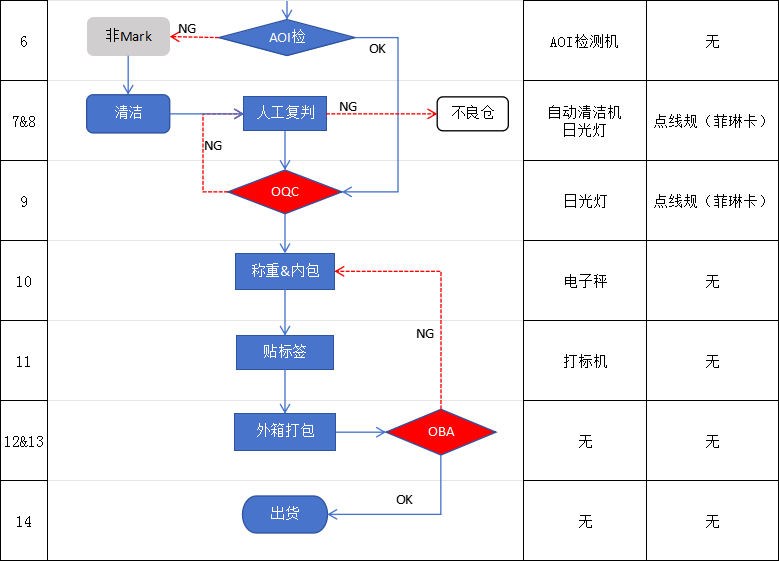 6
非Mark
NG
AOI检
OK
AOI检测机
无
7&8
清洁
人工复判
NG
不良仓
自动清洁机
日光灯
点线规（菲琳卡）
NG
9
OQC
日光灯
点线规（菲琳卡）
10
称重&内包
电子秤
无
11
贴标签
NG
打标机
无
12&13
外箱打包
OBA
无
无
14
出货
OK
无
无